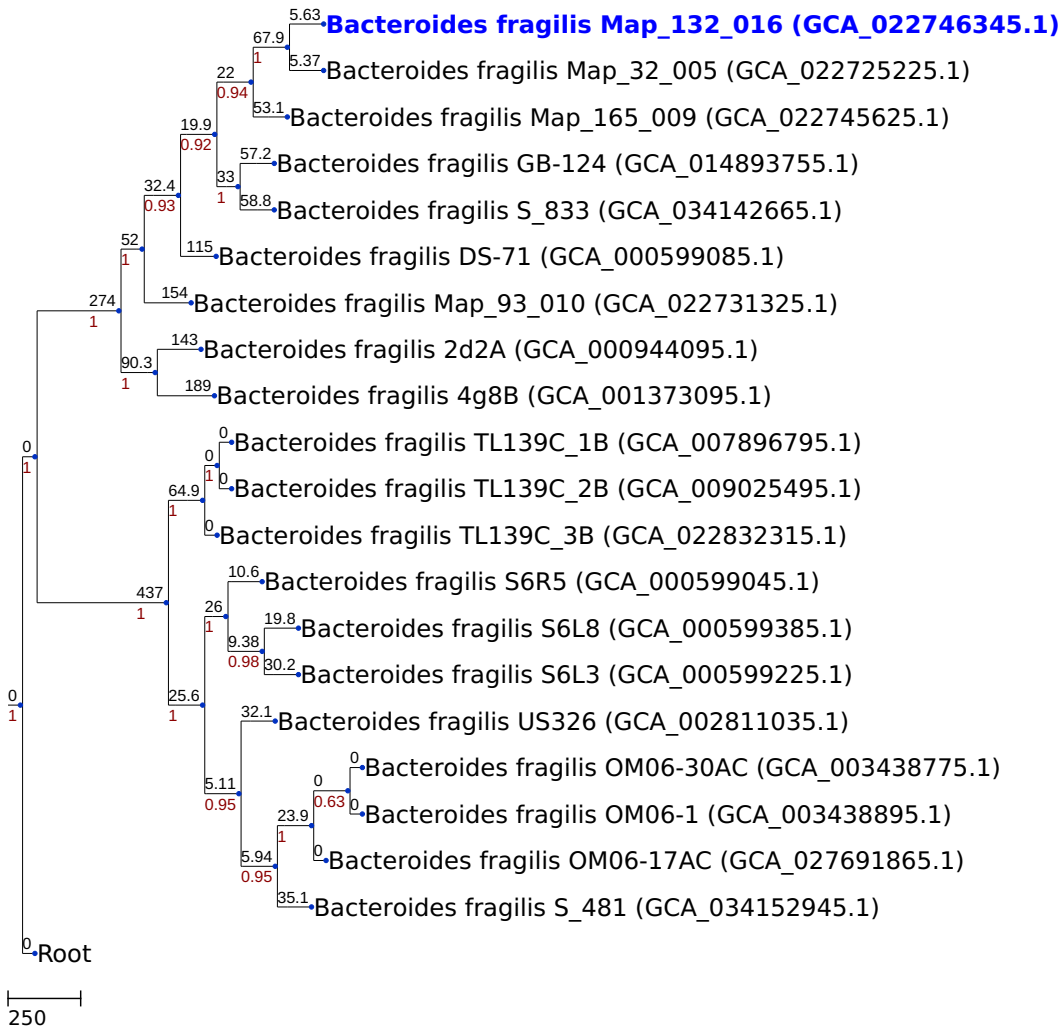 5.63
Bacteroides fragilis Map_132_016 (GCA_022746345.1)
67.9
1
5.37
Bacteroides fragilis Map_32_005 (GCA_022725225.1)
22
0.94
53.1
Bacteroides fragilis Map_165_009 (GCA_022745625.1)
19.9
0.92
57.2
Bacteroides fragilis GB-124 (GCA_014893755.1)
33
1
58.8
Bacteroides fragilis S_833 (GCA_034142665.1)
32.4
0.93
115
Bacteroides fragilis DS-71 (GCA_000599085.1)
52
1
154
Bacteroides fragilis Map_93_010 (GCA_022731325.1)
274
1
143
Bacteroides fragilis 2d2A (GCA_000944095.1)
90.3
1
189
Bacteroides fragilis 4g8B (GCA_001373095.1)
0
Bacteroides fragilis TL139C_1B (GCA_007896795.1)
0
1
0
1
0
Bacteroides fragilis TL139C_2B (GCA_009025495.1)
64.9
1
0
Bacteroides fragilis TL139C_3B (GCA_022832315.1)
10.6
Bacteroides fragilis S6R5 (GCA_000599045.1)
437
1
26
1
19.8
Bacteroides fragilis S6L8 (GCA_000599385.1)
9.38
0.98
30.2
Bacteroides fragilis S6L3 (GCA_000599225.1)
0
1
25.6
1
32.1
Bacteroides fragilis US326 (GCA_002811035.1)
0
Bacteroides fragilis OM06-30AC (GCA_003438775.1)
5.11
0.95
0
0.63
0
Bacteroides fragilis OM06-1 (GCA_003438895.1)
23.9
1
0
Bacteroides fragilis OM06-17AC (GCA_027691865.1)
5.94
0.95
35.1
Bacteroides fragilis S_481 (GCA_034152945.1)
0
Root
250